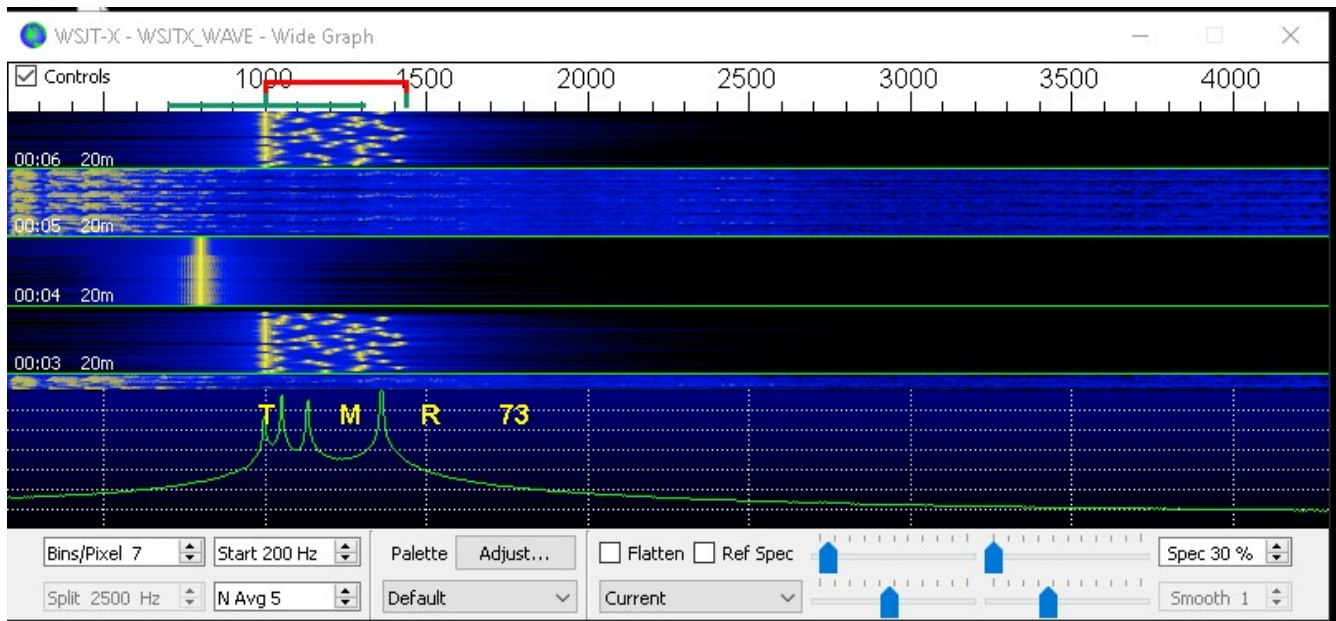 WSJT-X - WSJTX_WAVE - Wide Graph
Controls 1000 1500 2000 2500 3000 3500 4000
00:06 20m
00:05 20m
00:04 20m
00:03 20m
T M R 73
Bins/Pixel 7 Start 200 Hz Palette Adjust... Flatten Ref Spec Spec 30 %
Split 2500 Hz N Avg 5 Default Current Smooth 1